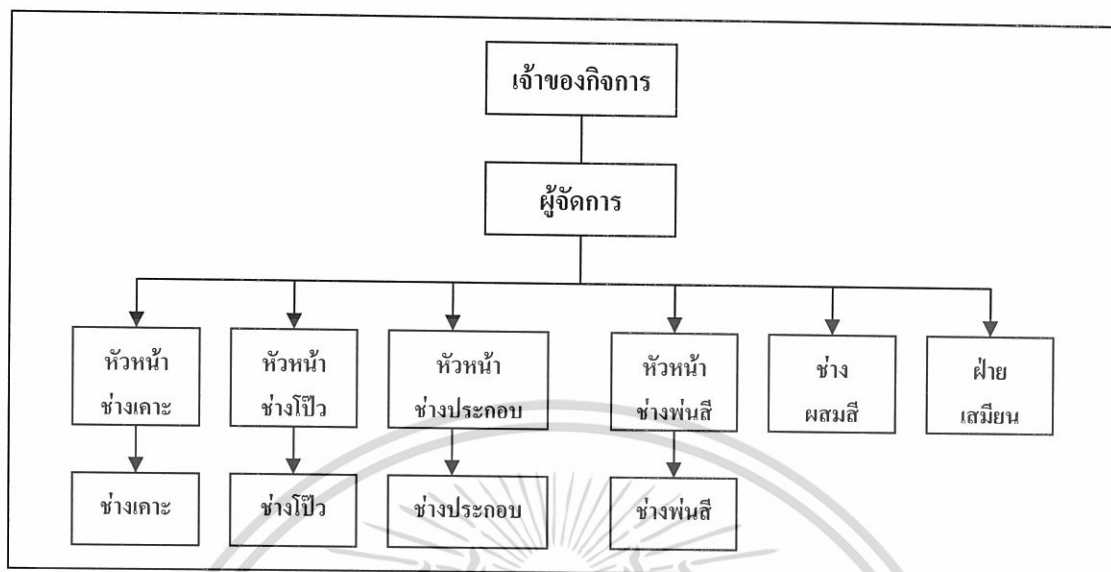 เจ้าของกิจการ
ผู้จัดการ
หัวหน้า
ช่างเคาะ
หัวหน้า
ช่างโป๊ว
หัวหน้า
ช่างประกอบ
หัวหน้า
ช่างพ่นสี
ช่าง
ผสมสี
ฝ่าย
เสมียน
ช่างเคาะ
ช่างโป๊ว
ช่างประกอบ
ช่างพ่นสี